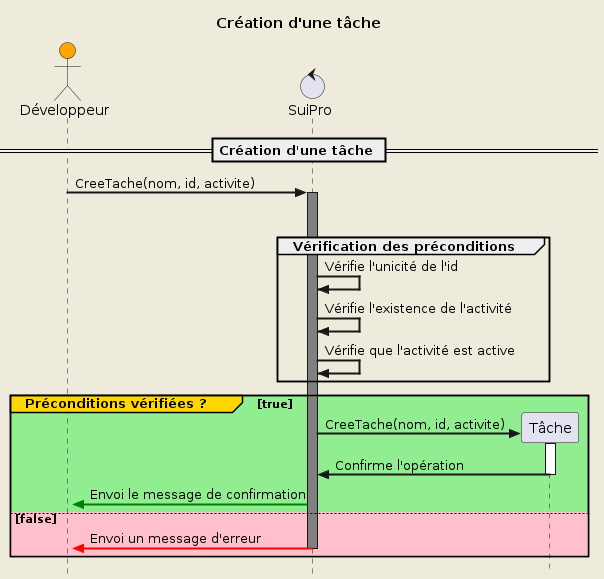 Création d'une tâche
Développeur
SuiPro
Création d'une tâche
CreeTache(nom, id, activite)
Vérification des préconditions
Vérifie l'unicité de l'id
Vérifie l'existence de l'activité
Vérifie que l'activité est active
Préconditions vérifiées ? [true]
CreeTache(nom, id, activite)
Tâche
Confirme l'opération
Envoi le message de confirmation
[false]
Envoi un message d'erreur